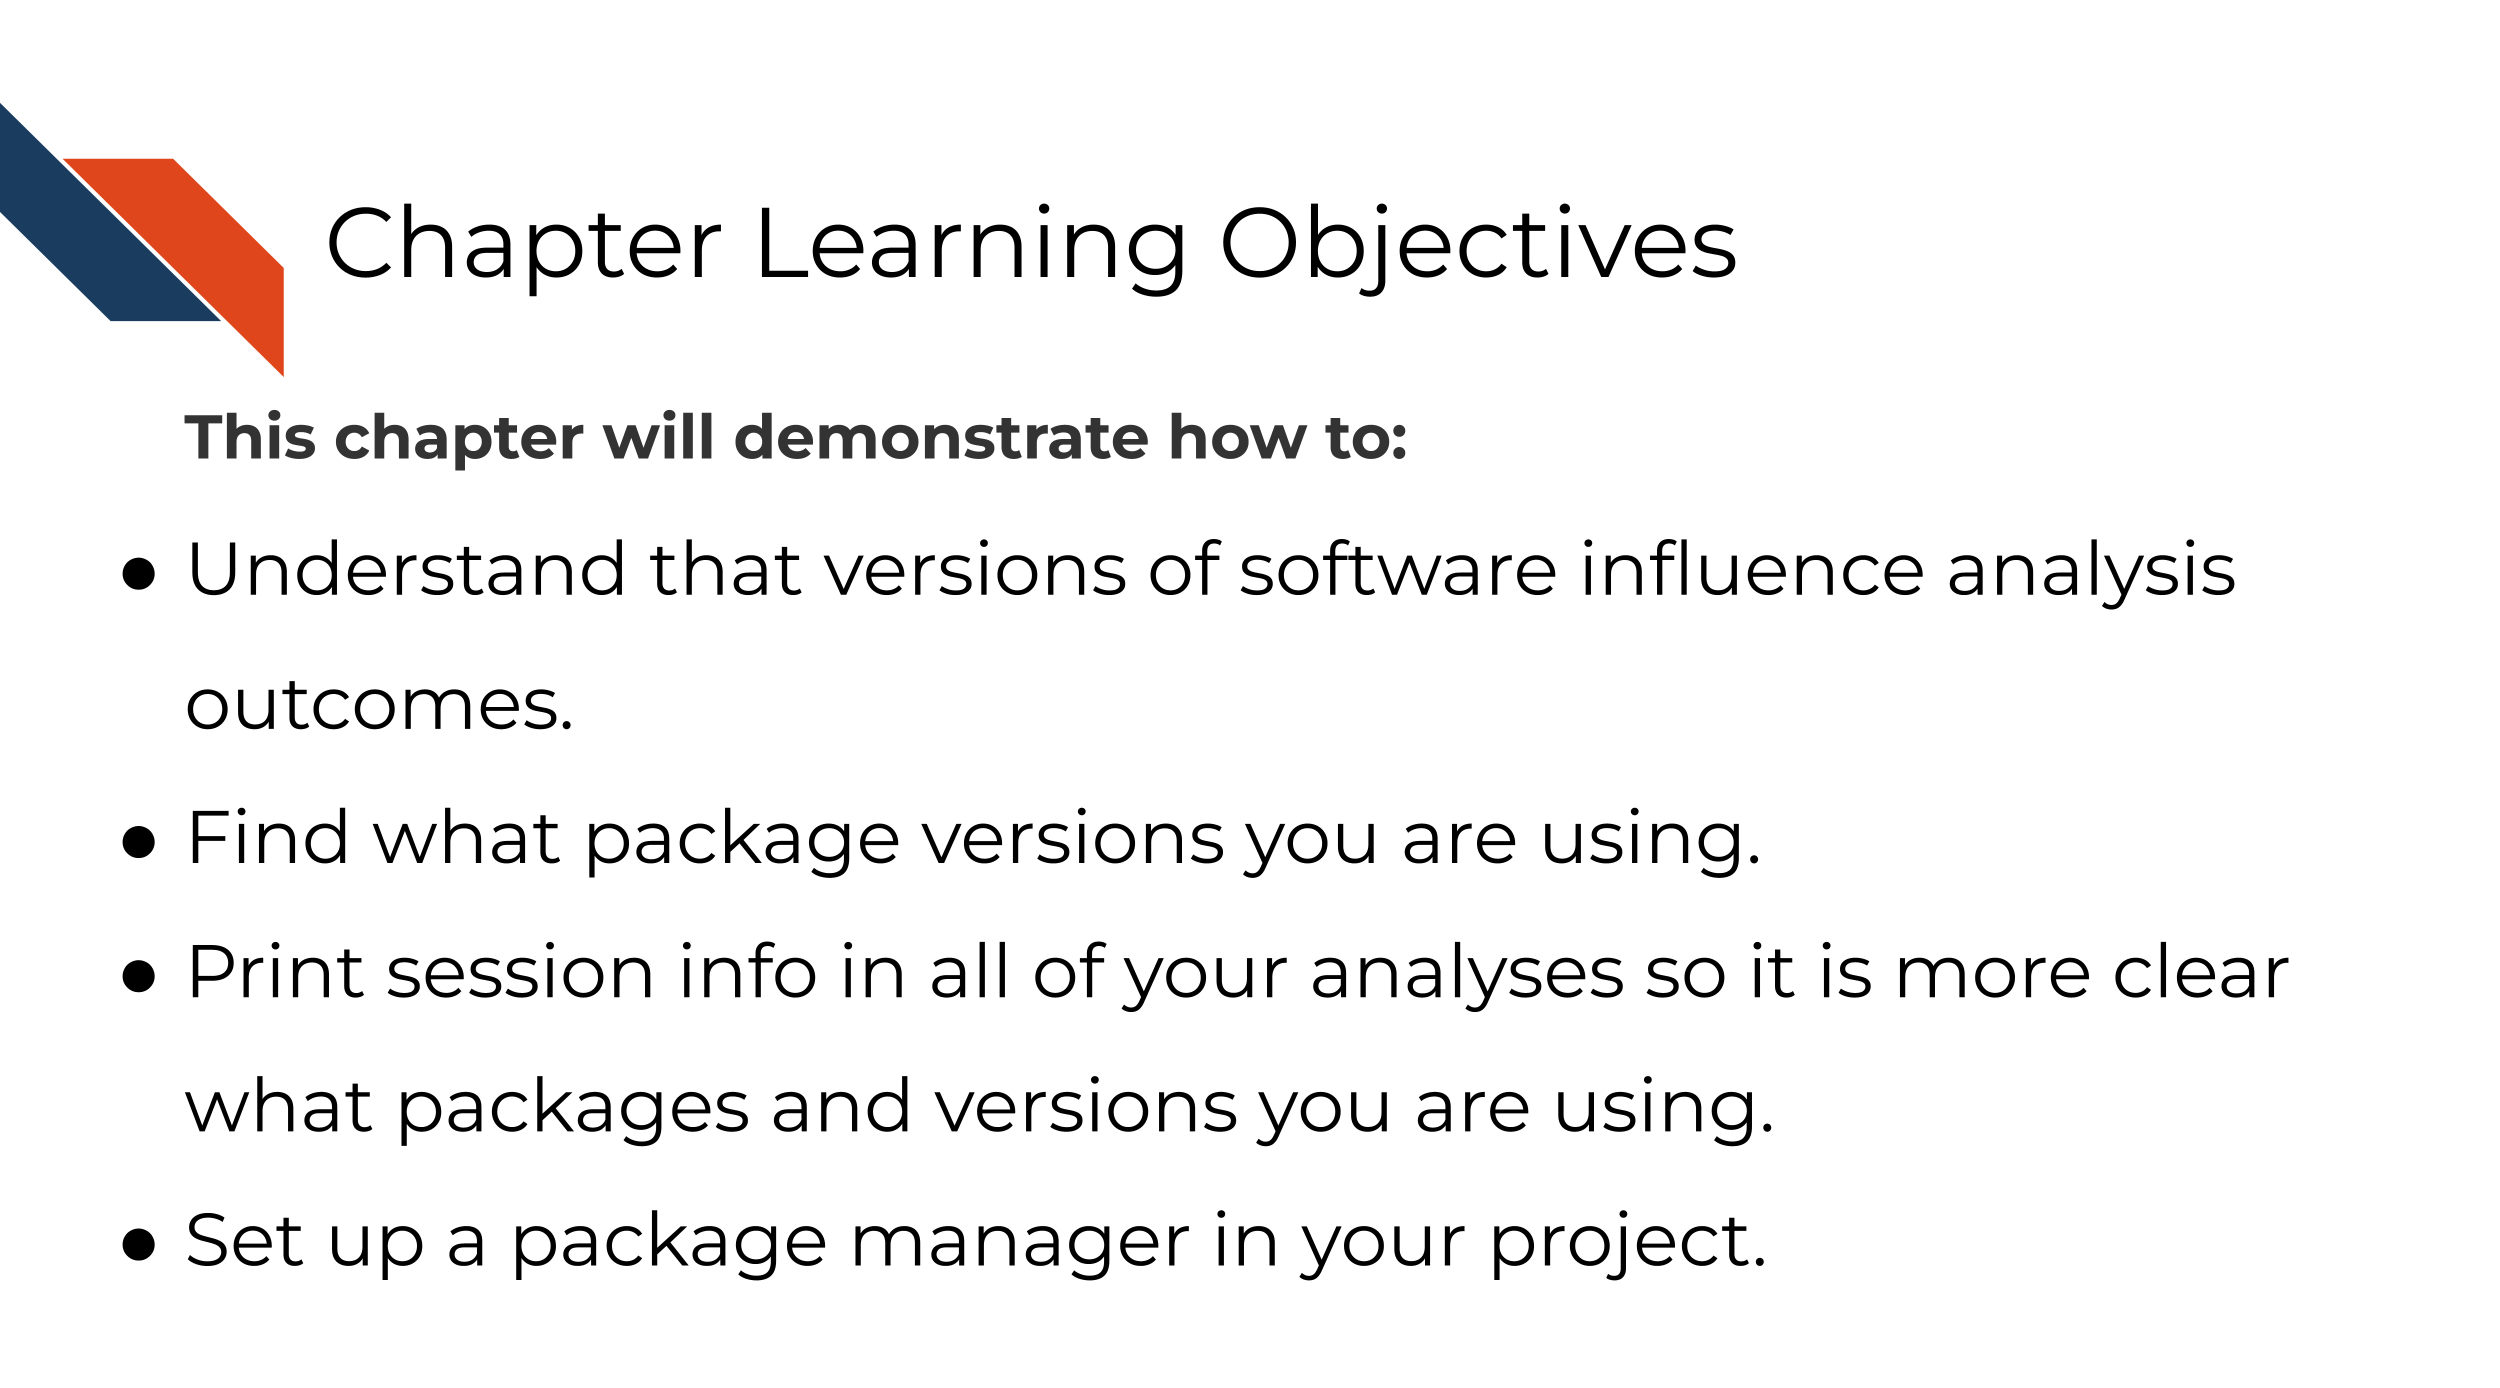 Chapter Learning Objectives
This chapter will demonstrate how to:
● Understand that versions of software influence analysis
outcomes.
● Find what package versions you are using.
● Print session info in all of your analyses so it is more clear
what packages and versions you are using.
● Set up a package manager in your project.